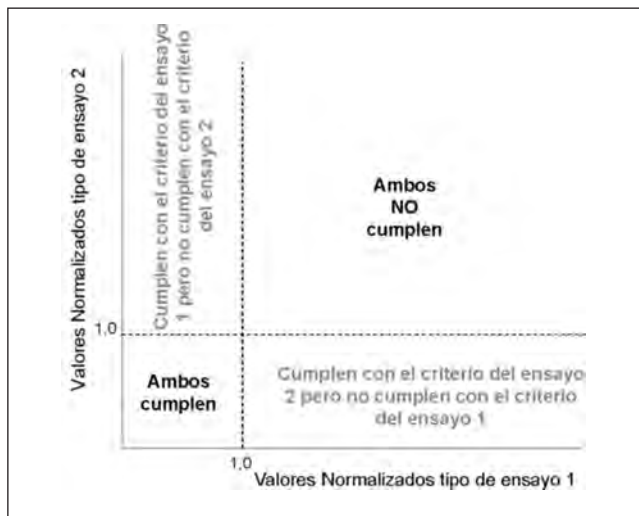 Valores Normalizados tipo de ensayo 2
Cumplen con el criterio del ensayo
1 pero no cumplen con el criterio
del ensayo 2
Ambos
NO
cumplen
1,0
Ambos
cumplen
Cumplen con el criterio del ensayo
2 pero no cumplen con el criterio
del ensayo 1
1,0
Valores Normalizados tipo de ensayo 1